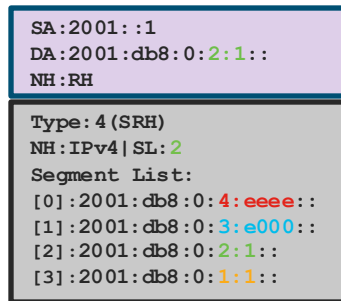 SA:2001::1
DA:2001:db8:0:2:1::
NH:RH
Type:4(SRH)
NH:IPv4|SL:2
Segment List:
[0]:2001:db8:0:4:eeee::
[1]:2001:db8:0:3:e000::
[2]:2001:db8:0:2:1::
[3]:2001:db8:0:1:1::